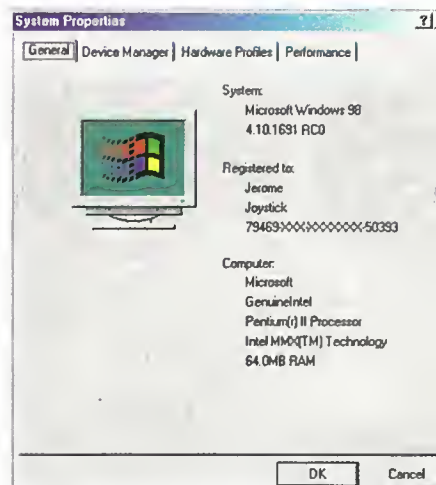 System Properties
?
General
Device Manager
Hardware Profiles
Performance
System:
Microsoft Windows 98
4.10.1691 RC0
Registered to:
Jerome
Joystick
79469-XXX-XXXXXXX-50393
Computer:
Microsoft
GenuineIntel
Pentium(r) II Processor
Intel MMX(TM) Technology
64.0MB RAM
OK
Cancel